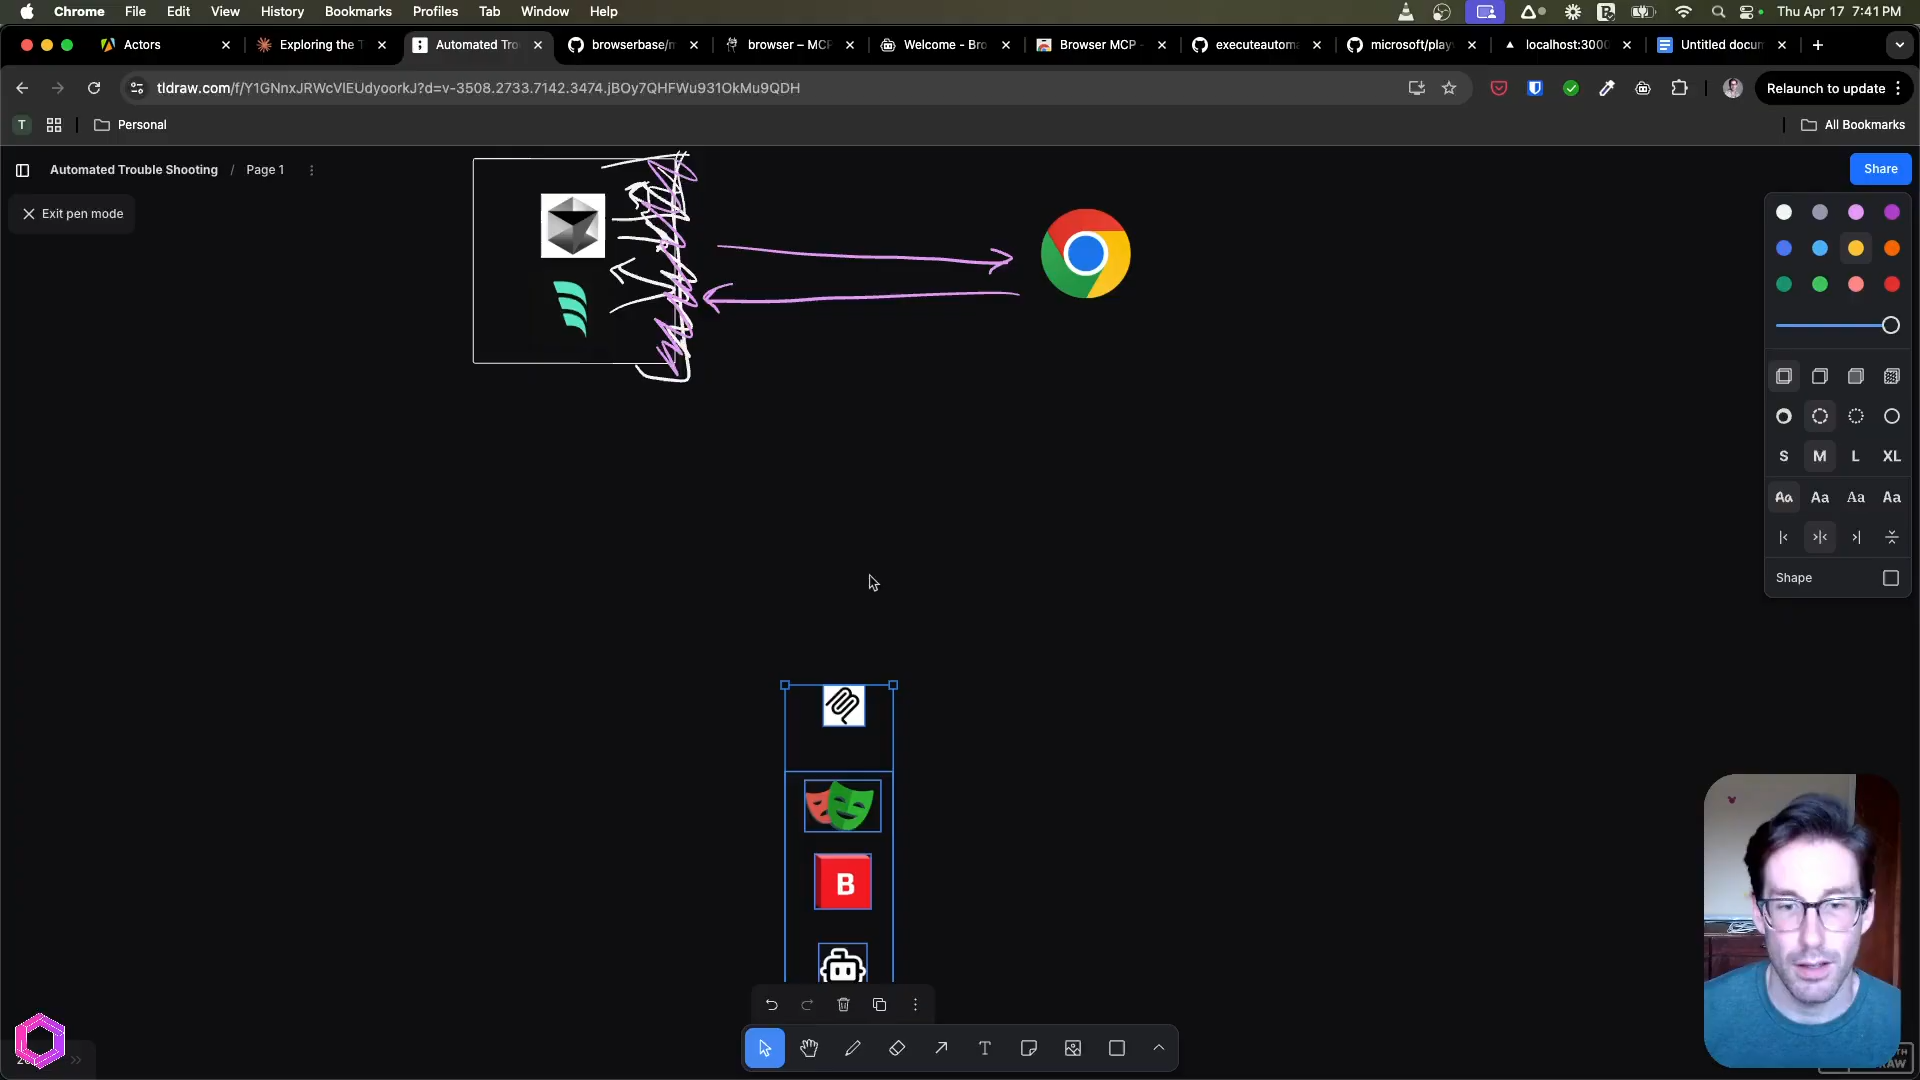 Chrome File Edit View History Bookmarks Profiles Tab Window Help
Thu Apr 17 7:41 PM
Actors
Exploring the T
Automated Tro
browserbase/m
browser – MCP
Welcome - Bro
Browser MCP -
executeautom
microsoft/play
localhost:3000
Untitled docum
tldraw.com/f/Y1GNnxJRWcVlEUdyoorkJ?d=v-3508.2733.7142.3474.jBOy7QHFWu931OkMu9QDH
Relaunch to update
T
Personal
All Bookmarks
Automated Trouble Shooting / Page 1
Share
Exit pen mode
S M L XL
Aa Aa Aa Aa
Shape
B
T